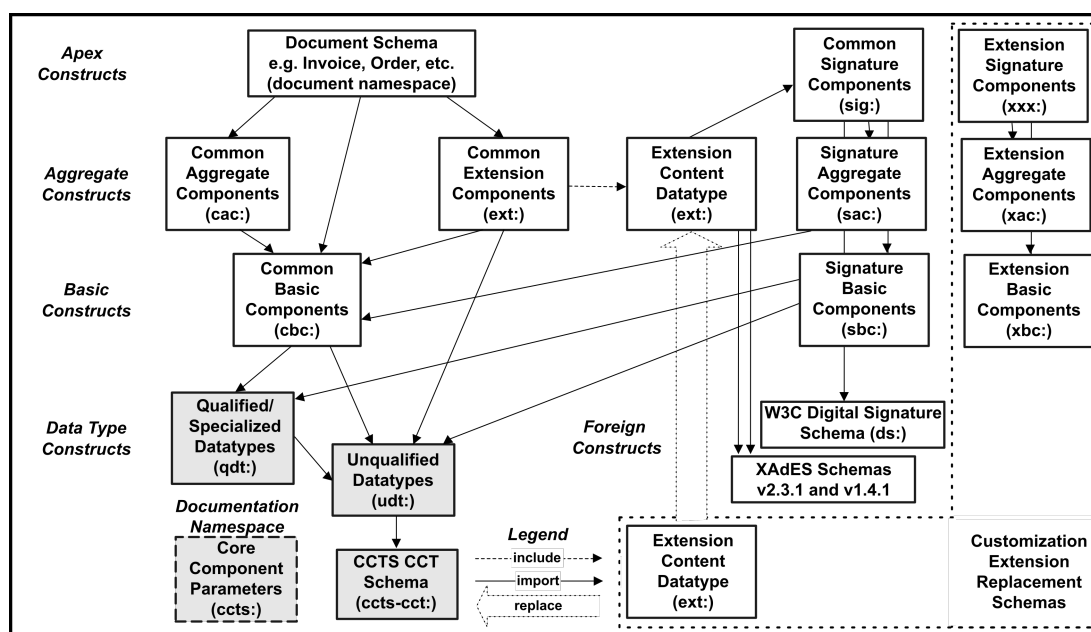 Apex
Constructs
Document Schema
e.g. Invoice, Order, etc.
(document namespace)
Common
Signature
Components
(sig:)
Extension
Signature
Components
(xxx:)
Aggregate
Constructs
Common
Aggregate
Components
(cac:)
Common
Extension
Components
(ext:)
Extension
Content
Datatype
(ext:)
Signature
Aggregate
Components
(sac:)
Extension
Aggregate
Components
(xac:)
Basic
Constructs
Common
Basic
Components
(cbc:)
Signature
Basic
Components
(sbc:)
Extension
Basic
Components
(xbc:)
Data Type
Constructs
Qualified/
Specialized
Datatypes
(qdt:)
Unqualified
Datatypes
(udt:)
Foreign
Constructs
W3C Digital Signature
Schema (ds:)
XAdES Schemas
v2.3.1 and v1.4.1
Documentation
Namespace
Core
Component
Parameters
(ccts:)
CCTS CCT
Schema
(ccts-cct:)
Legend
include
import
replace
Extension
Content
Datatype
(ext:)
Customization
Extension
Replacement
Schemas